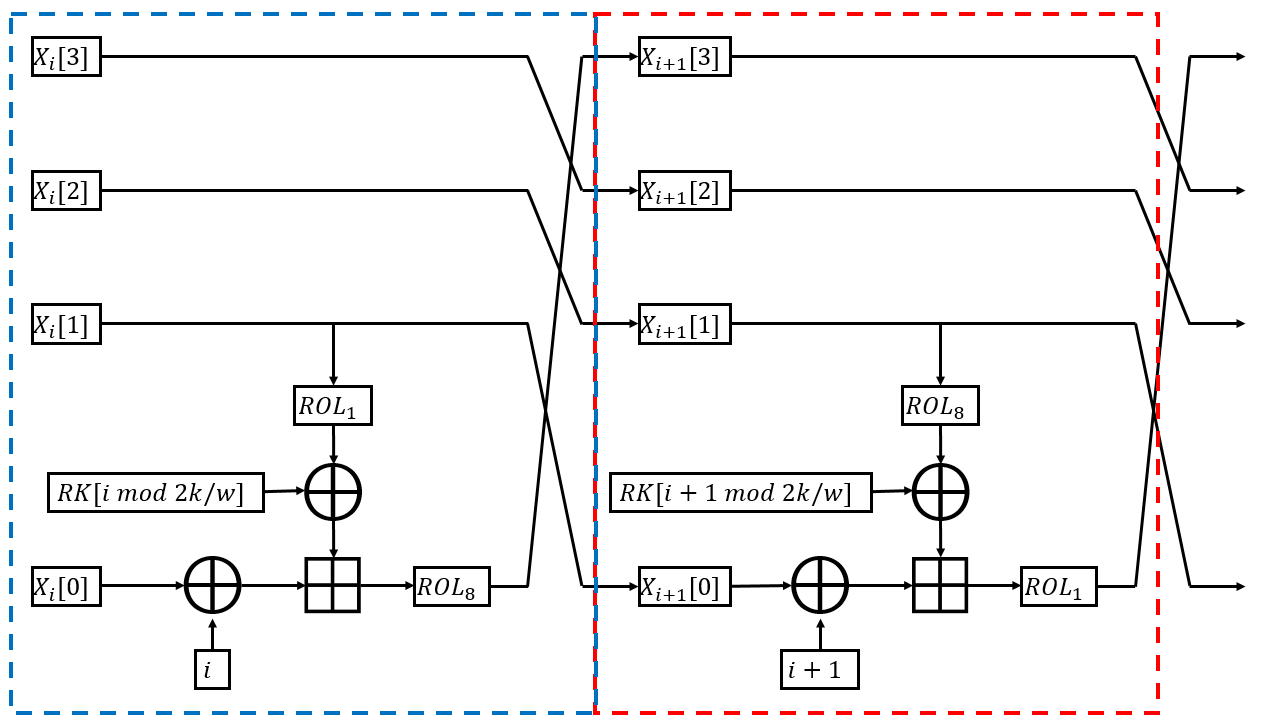 X_i[3]
X_{i+1}[3]
X_i[2]
X_{i+1}[2]
X_i[1]
X_{i+1}[1]
ROL_1
ROL_8
RK[i mod 2k/w]
RK[i + 1 mod 2k/w]
X_i[0]
ROL_8
X_{i+1}[0]
ROL_1
i
i + 1